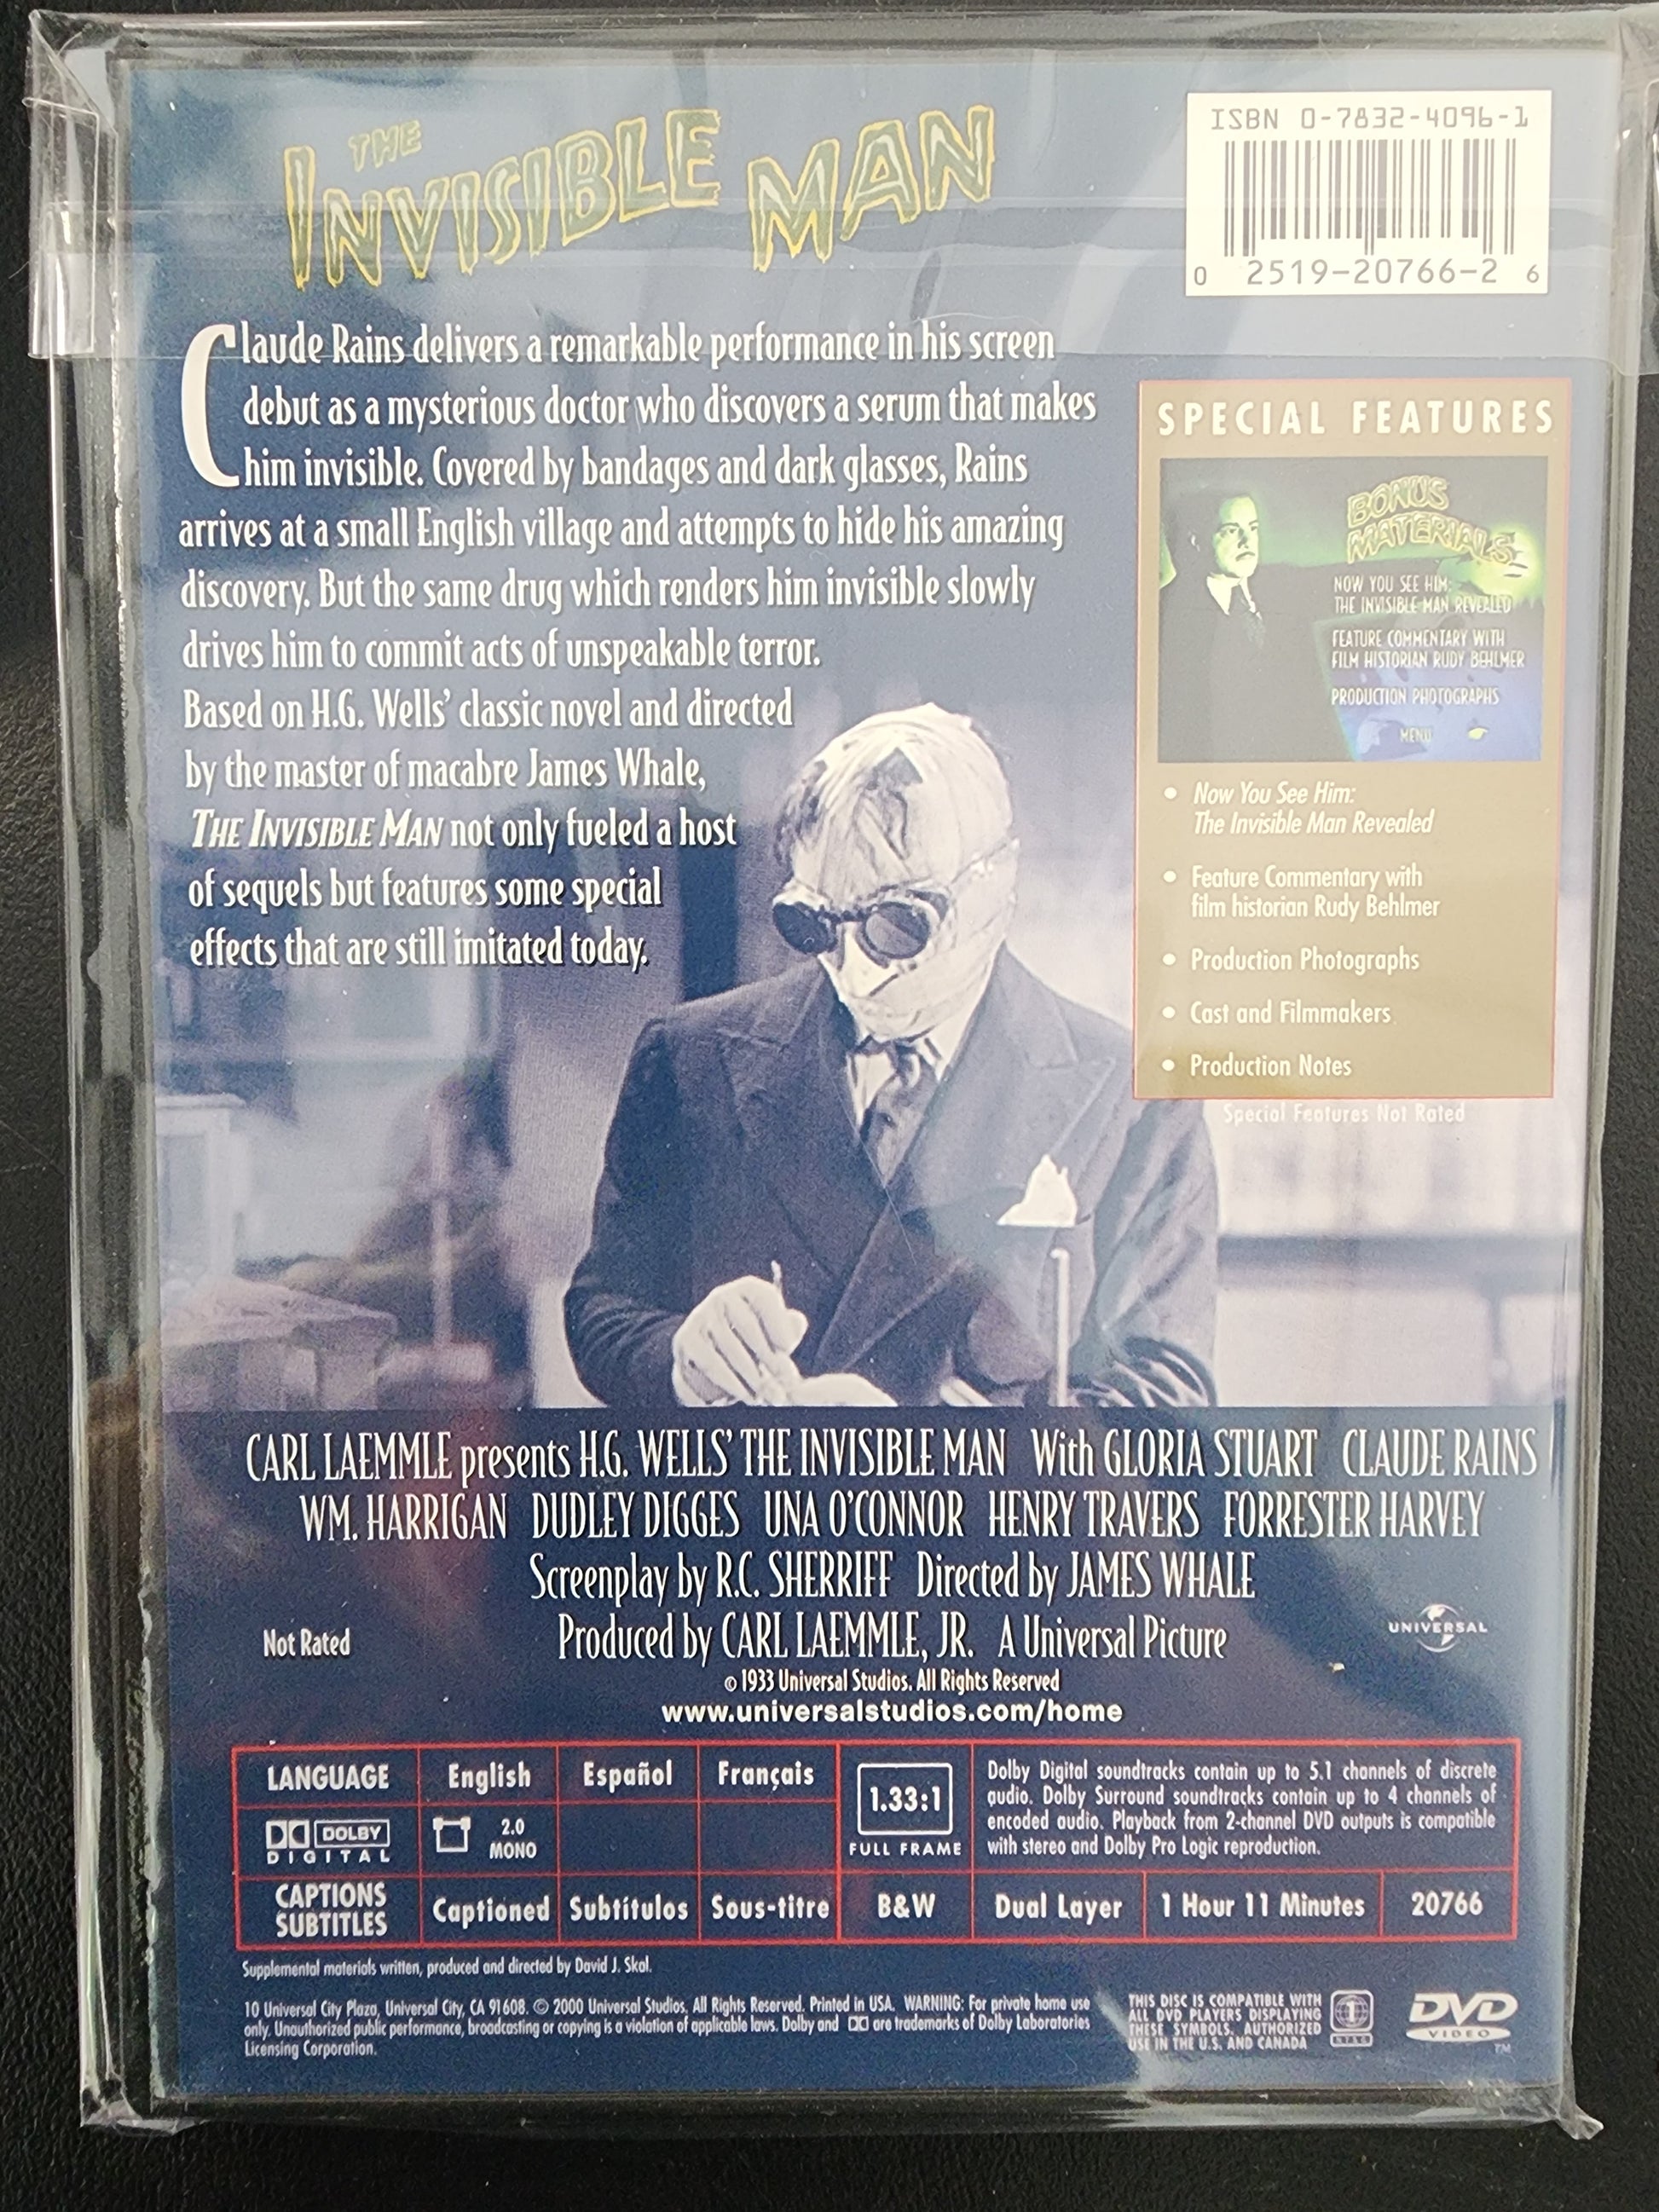 THE
INVISIBLE MAN
ISBN 0-7832-4096-1
0 2519-20766-2 6
Claude Rains delivers a remarkable performance in his screen
debut as a mysterious doctor who discovers a serum that makes
him invisible. Covered by bandages and dark glasses, Rains
arrives at a small English village and attempts to hide his amazing
discovery. But the same drug which renders him invisible slowly
drives him to commit acts of unspeakable terror.
Based on H.G. Wells' classic novel and directed
by the master of macabre James Whale,
THE INVISIBLE MAN not only fueled a host
of sequels but features some special
effects that are still imitated today.
SPECIAL FEATURES
BONUS
MATERIALS
NOW YOU SEE HIM:
THE INVISIBLE MAN REVEALED
FEATURE COMMENTARY WITH
FILM HISTORIAN RUDY BEHLMER
PRODUCTION PHOTOGRAPHS
MENU
• Now You See Him:
The Invisible Man Revealed
• Feature Commentary with
film historian Rudy Behlmer
• Production Photographs
• Cast and Filmmakers
• Production Notes
Special Features Not Rated
CARL LAEMMLE presents H.G. WELLS' THE INVISIBLE MAN With GLORIA STUART CLAUDE RAINS
WM. HARRIGAN DUDLEY DIGGES UNA O'CONNOR HENRY TRAVERS FORRESTER HARVEY
Screenplay by R.C. SHERRIFF Directed by JAMES WHALE
Not Rated
Produced by CARL LAEMMLE, JR. A Universal Picture
UNIVERSAL
© 1933 Universal Studios. All Rights Reserved
www.universalstudios.com/home
LANGUAGE English Español Français
DOLBY
DIGITAL
2.0
MONO
CAPTIONS
SUBTITLES
Captioned Subtítulos Sous-titre
1.33:1
FULL FRAME
Dolby Digital soundtracks contain up to 5.1 channels of discrete
audio. Dolby Surround soundtracks contain up to 4 channels of
encoded audio. Playback from 2-channel DVD outputs is compatible
with stereo and Dolby Pro Logic reproduction.
B&W Dual Layer 1 Hour 11 Minutes 20766
Supplemental materials written, produced and directed by David J. Skal.
10 Universal City Plaza, Universal City, CA 91608. © 2000 Universal Studios. All Rights Reserved. Printed in USA. WARNING: For private home use
only. Unauthorized public performance, broadcasting or copying is a violation of applicable laws. Dolby and are trademarks of Dolby Laboratories
Licensing Corporation.
THIS DISC IS COMPATIBLE WITH
ALL DVD PLAYERS DISPLAYING
THESE SYMBOLS. AUTHORIZED
USE IN THE U.S. AND CANADA
1
NTSC
DVD
VIDEO
TM